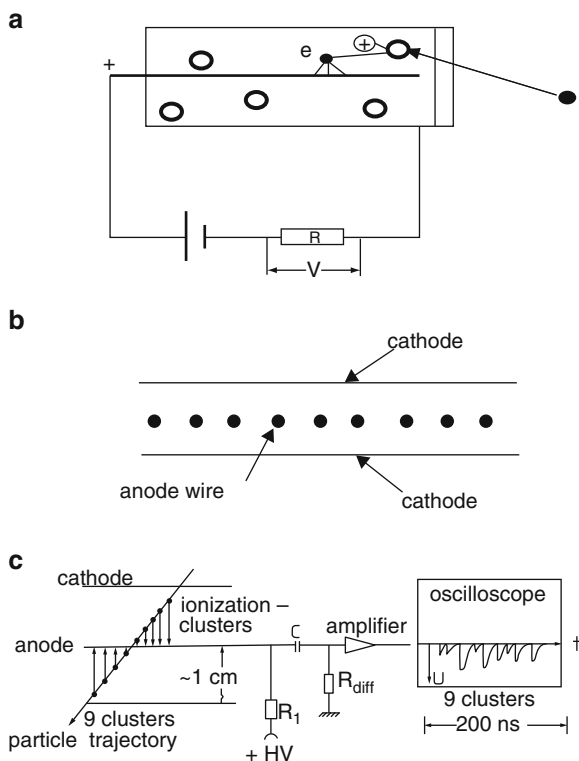 a
e
+
+
R
V
b
cathode
anode wire
cathode
c
cathode
ionization –
clusters
anode
~1 cm
9 clusters
particle trajectory
C
amplifier
R1
Rdiff
+ HV
oscilloscope
t
U
9 clusters
200 ns